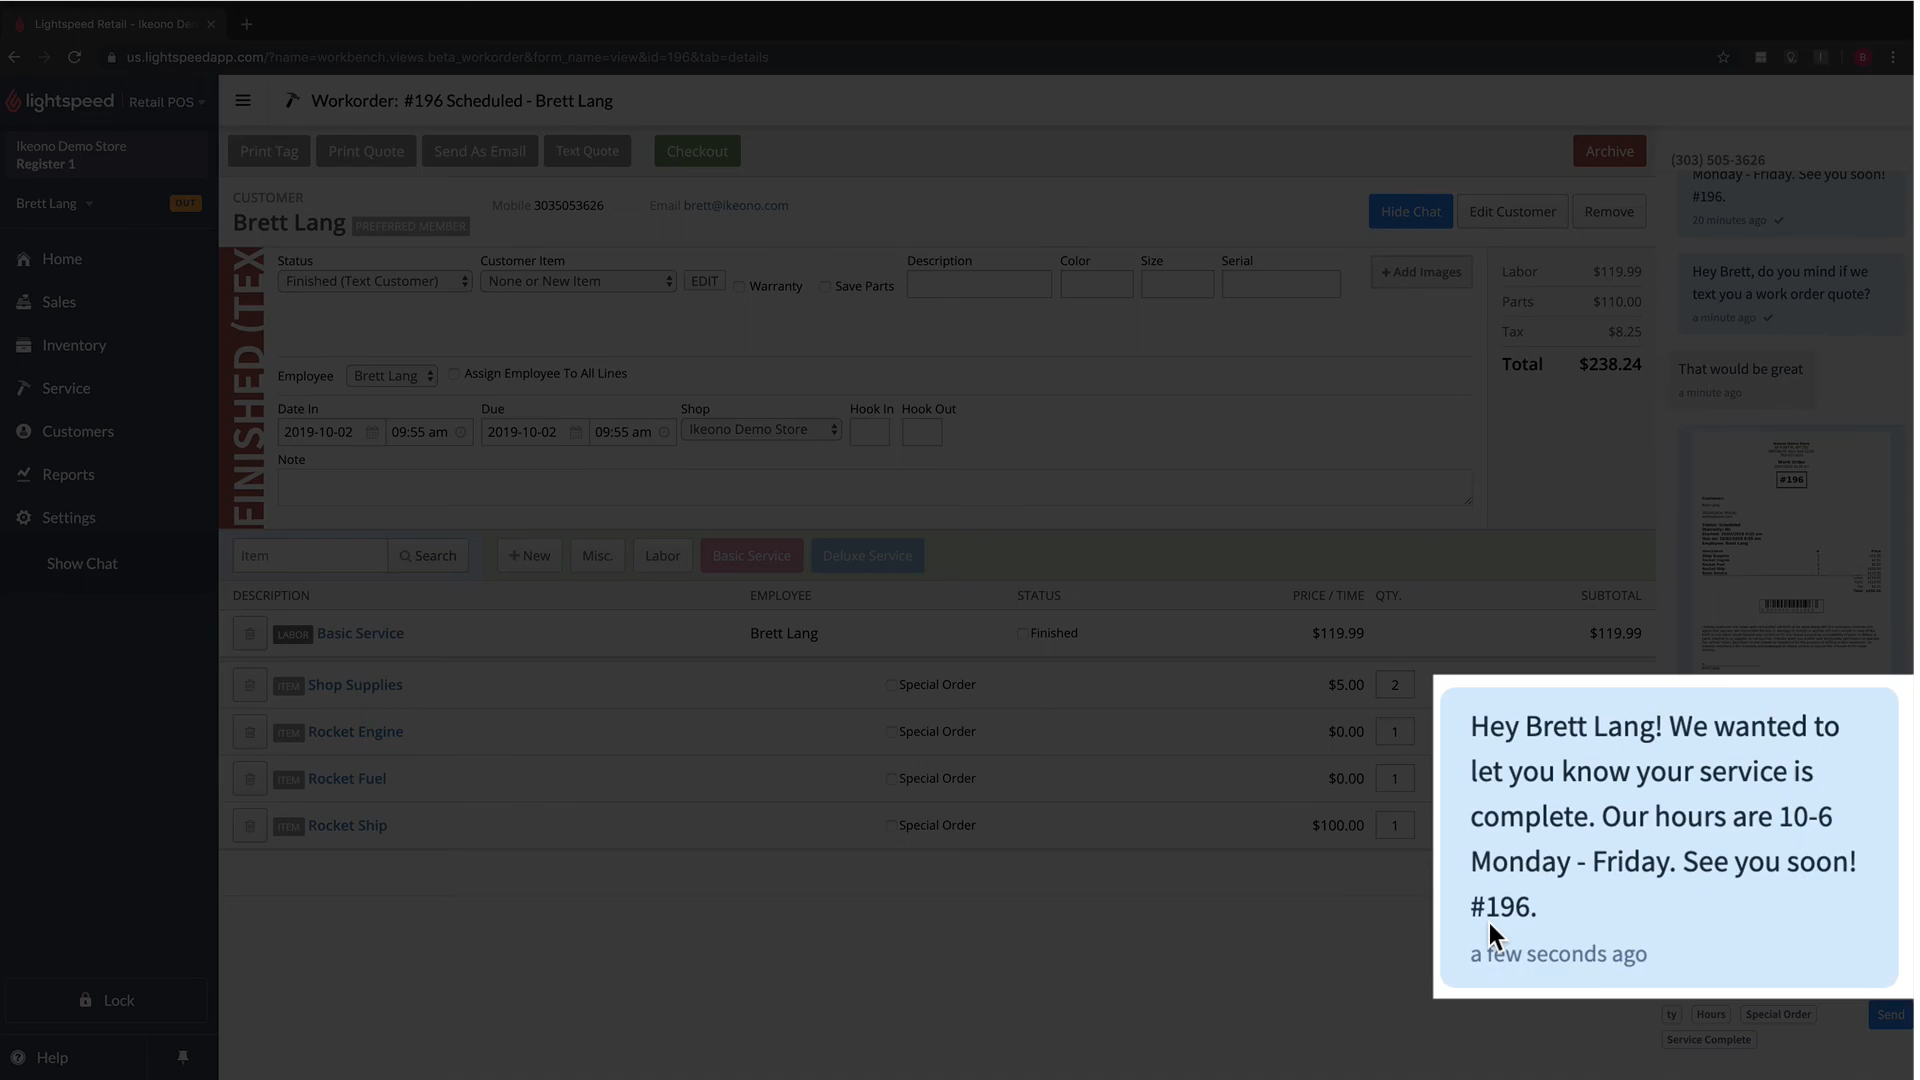 Lightspeed Retail - Ikeono De
us.lightspeedapp.com/?name=workbench.views.beta_workorder&form_name=view&id=196&tab=details
B
lightspeed Retail POS
Workorder: #196 Scheduled - Brett Lang
Ikeono Demo Store
Register 1
Brett Lang OUT
Home
Sales
Inventory
Service
Customers
Reports
Settings
Show Chat
Lock
Help
Print Tag Print Quote Send As Email Text Quote Checkout Archive
CUSTOMER
Brett Lang PREFERRED MEMBER
Mobile 3035053626 Email brett@ikeono.com
Hide Chat Edit Customer Remove
FINISHED (TEX
Status Customer Item Description Color Size Serial
Finished (Text Customer) None or New Item EDIT Warranty Save Parts +Add Images
Employee Brett Lang Assign Employee To All Lines
Date In Due Shop Hook In Hook Out
2019-10-02 09:55 am 2019-10-02 09:55 am Ikeono Demo Store
Note
Labor $119.99
Parts $110.00
Tax $8.25
Total $238.24
Item Search + New Misc. Labor Basic Service Deluxe Service
DESCRIPTION EMPLOYEE STATUS PRICE / TIME QTY. SUBTOTAL
LABOR Basic Service Brett Lang Finished $119.99 $119.99
ITEM Shop Supplies Special Order $5.00 2
ITEM Rocket Engine Special Order $0.00 1
ITEM Rocket Fuel Special Order $0.00 1
ITEM Rocket Ship Special Order $100.00 1
(303) 505-3626
Monday - Friday. See you soon!
#196.
20 minutes ago
Hey Brett, do you mind if we
text you a work order quote?
a minute ago
That would be great
a minute ago
#196
Hey Brett Lang! We wanted to
let you know your service is
complete. Our hours are 10-6
Monday - Friday. See you soon!
#196.
a few seconds ago
ty Hours Special Order Send
Service Complete